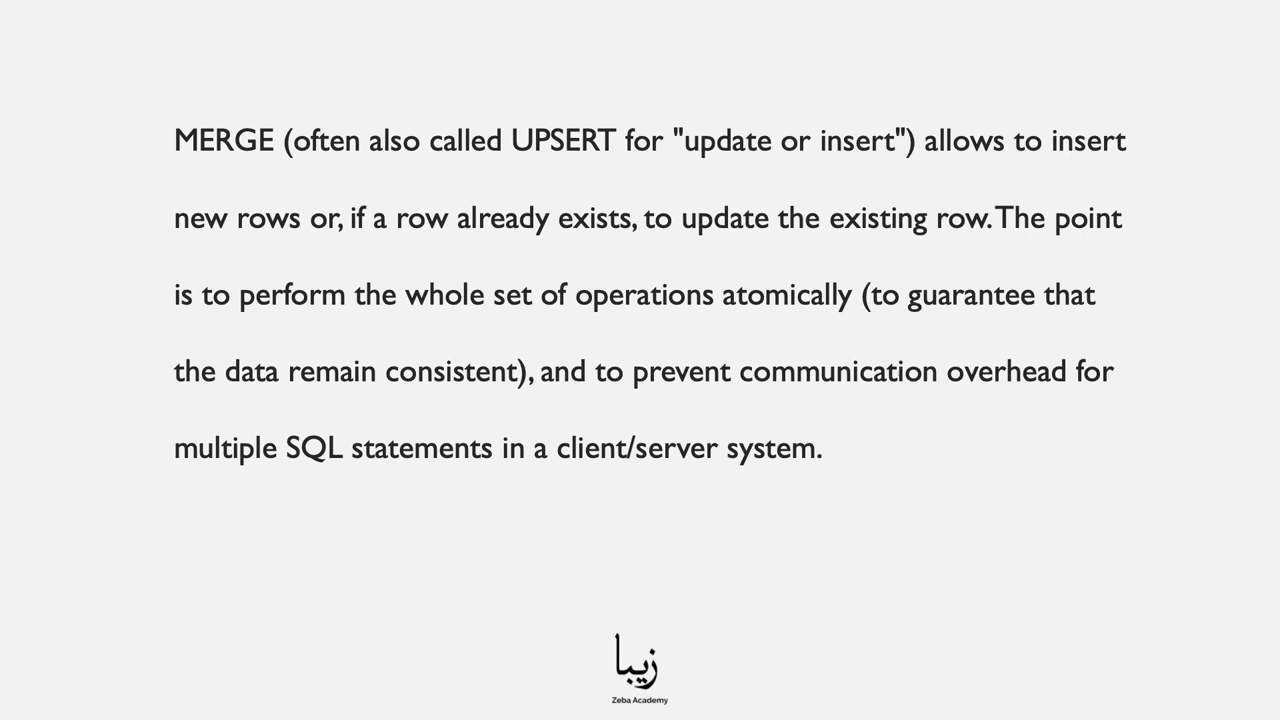 MERGE (often also called UPSERT for "update or insert") allows to insert
new rows or, if a row already exists, to update the existing row. The point
is to perform the whole set of operations atomically (to guarantee that
the data remain consistent), and to prevent communication overhead for
multiple SQL statements in a client/server system.
زیبا
Zeba Academy